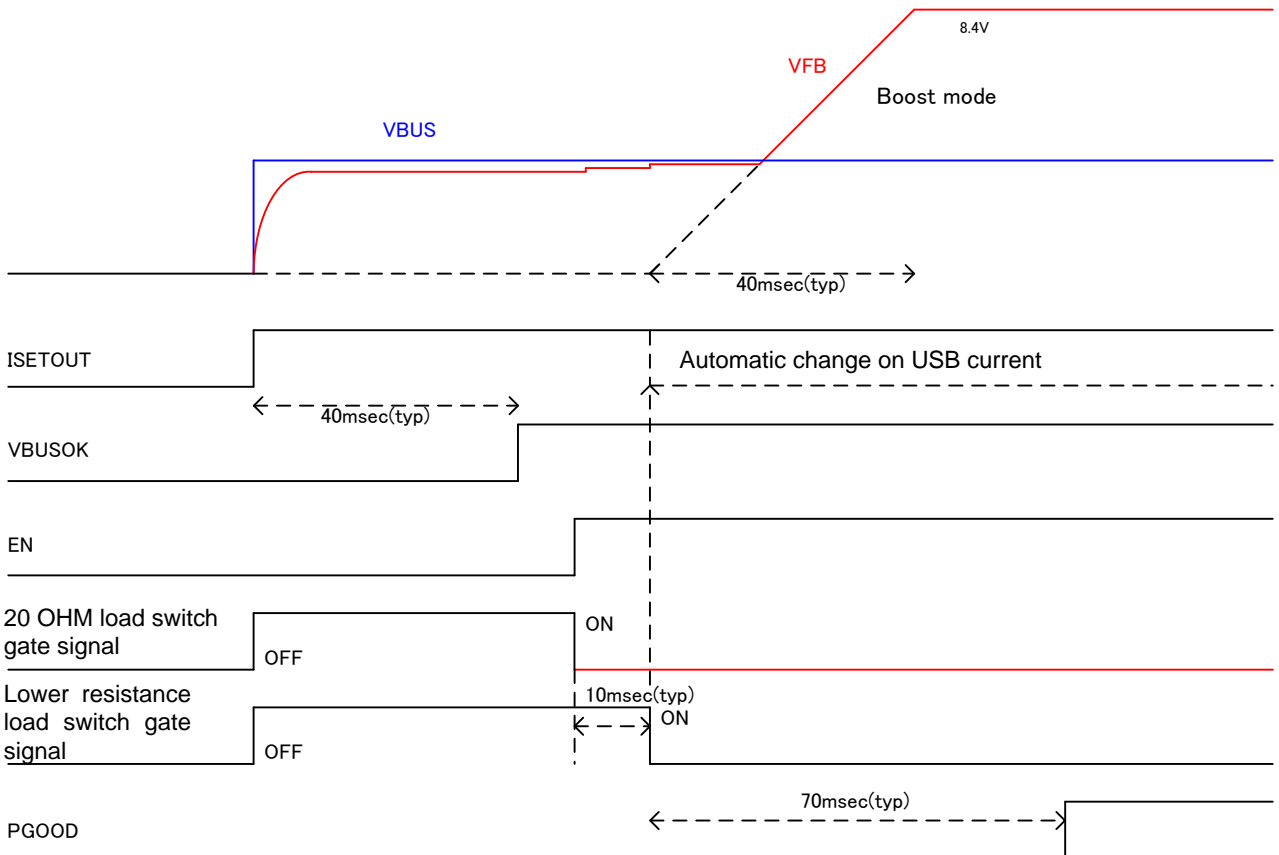 8.4V
VFB
Boost mode
VBUS
40msec(typ)
ISETOUT
Automatic change on USB current
40msec(typ)
VBUSOK
EN
20 OHM load switch
gate signal
ON
OFF
Lower resistance
load switch gate
signal
10msec(typ)
ON
OFF
70msec(typ)
PGOOD